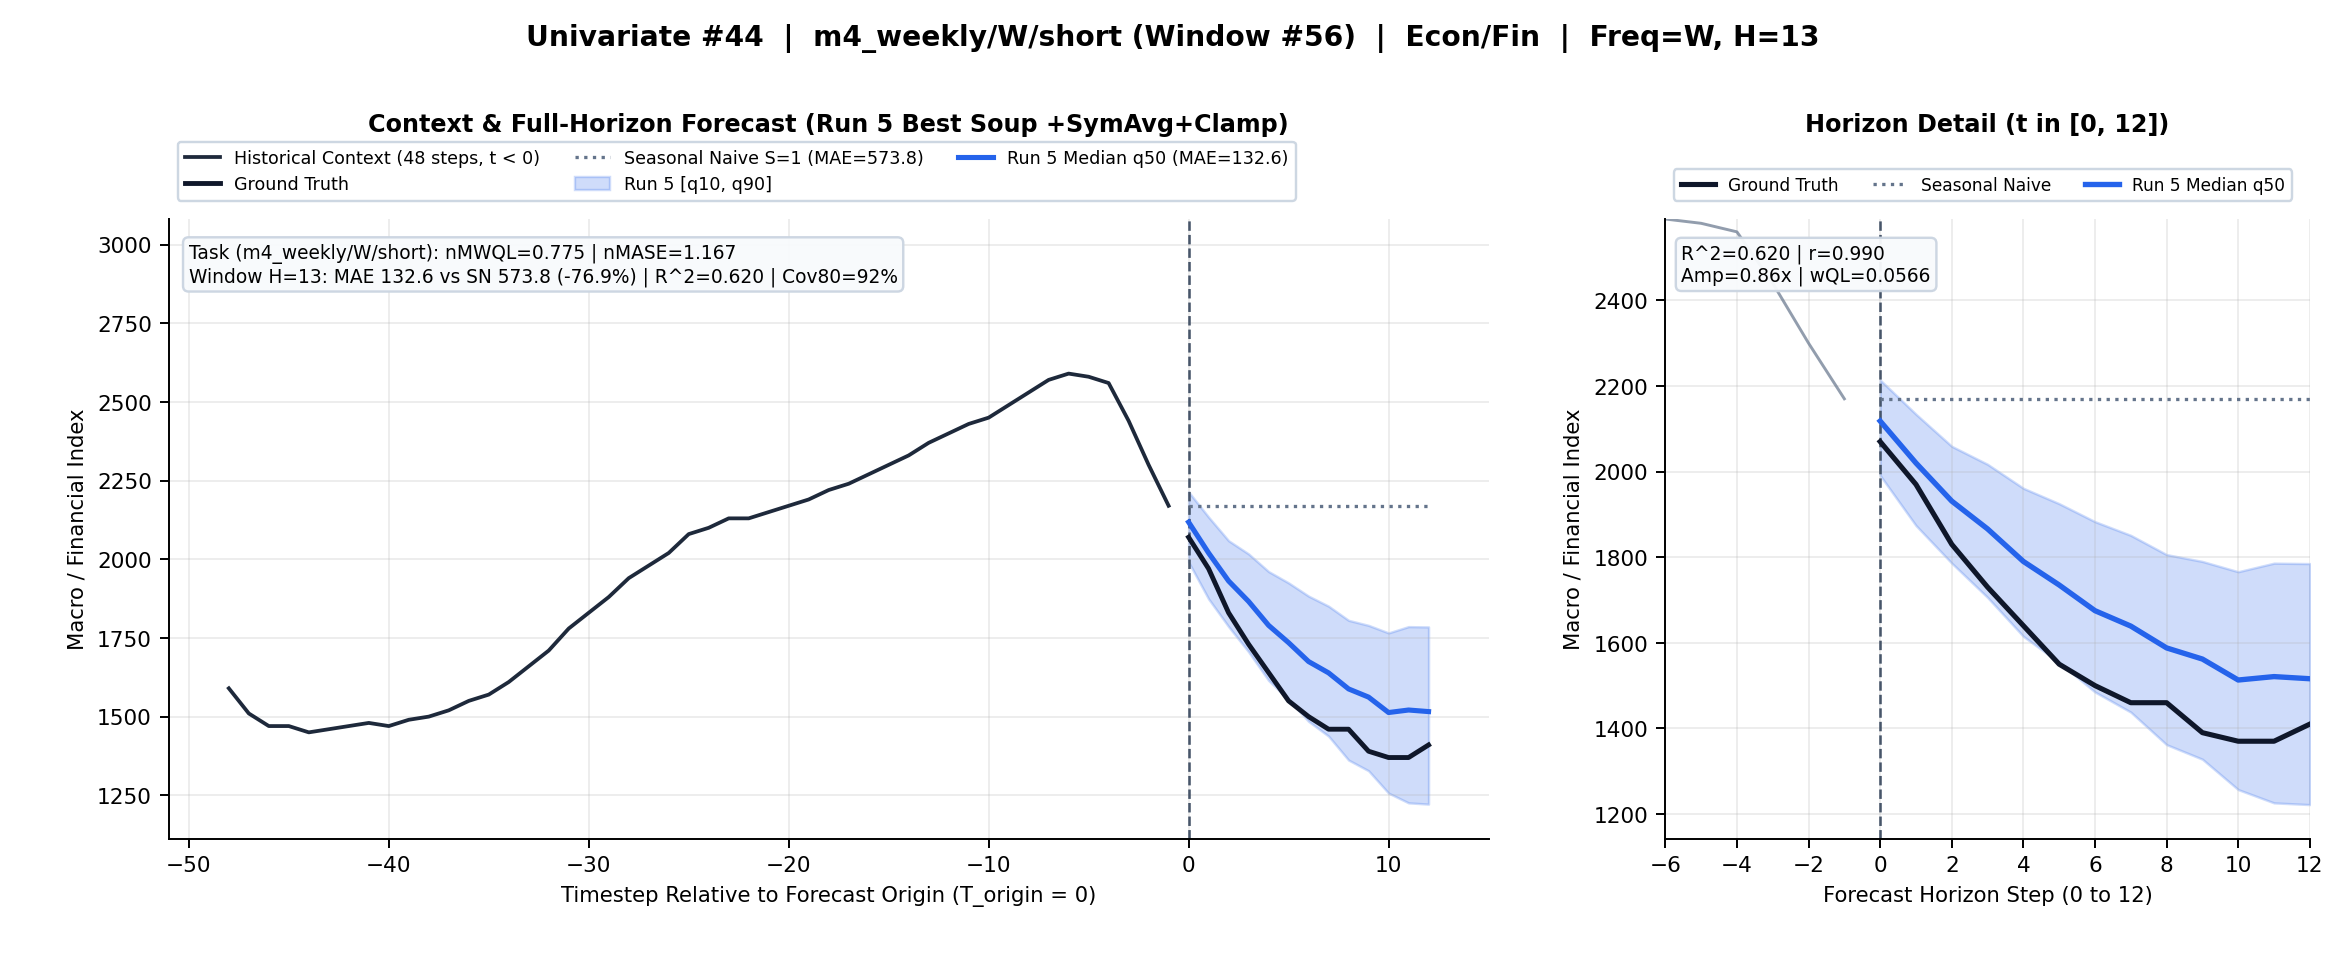 Univariate #44 | m4_weekly/W/short (Window #56) | Econ/Fin | Freq=W, H=13
Context & Full-Horizon Forecast (Run 5 Best Soup +SymAvg+Clamp)
Historical Context (48 steps, t < 0)
Ground Truth
Seasonal Naive S=1 (MAE=573.8)
Run 5 [q10, q90]
Run 5 Median q50 (MAE=132.6)
Task (m4_weekly/W/short): nMWQL=0.775 | nMASE=1.167
Window H=13: MAE 132.6 vs SN 573.8 (-76.9%) | R^2=0.620 | Cov80=92%
Macro / Financial Index
3000
2750
2500
2250
2000
1750
1500
1250
−50
−40
−30
−20
−10
0
10
Timestep Relative to Forecast Origin (T_origin = 0)
Horizon Detail (t in [0, 12])
Ground Truth
Seasonal Naive
Run 5 Median q50
R^2=0.620 | r=0.990
Amp=0.86x | wQL=0.0566
Macro / Financial Index
2400
2200
2000
1800
1600
1400
1200
−6
−4
−2
0
2
4
6
8
10
12
Forecast Horizon Step (0 to 12)